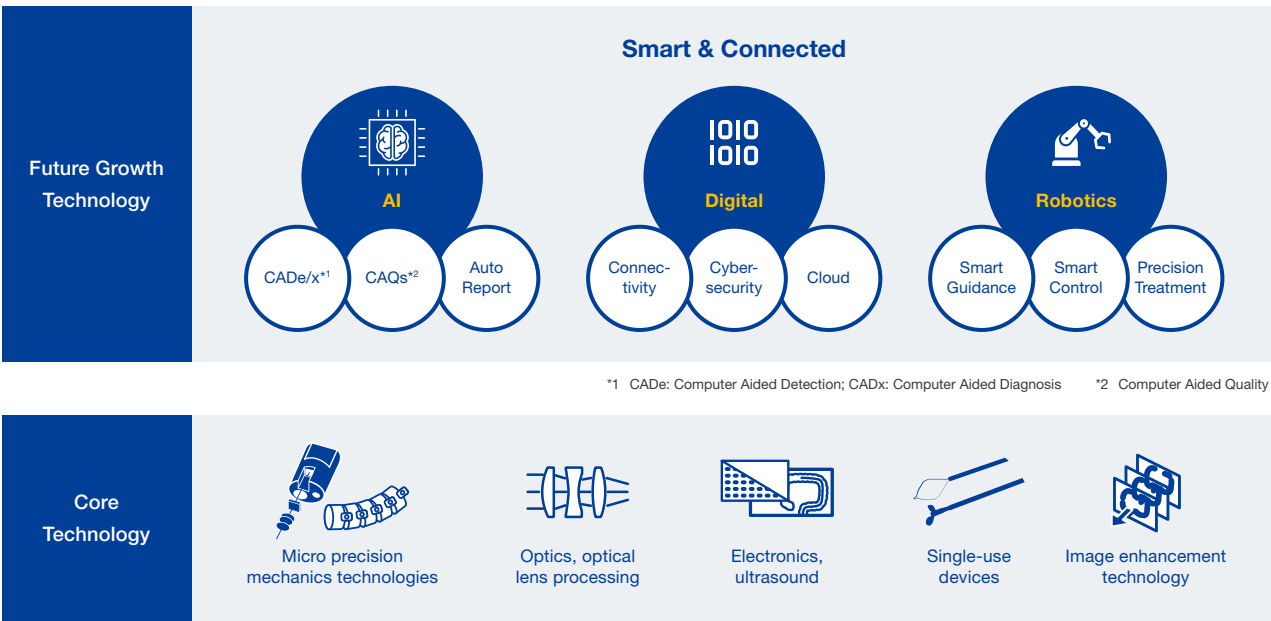 Future Growth
Technology
Smart & Connected
IOIO
IOIO
AI
CADe/x*1
CAQs*2
Auto
Report
Digital
Connec-
tivity
Cyber-
security
Cloud
Robotics
Smart
Guidance
Smart
Control
Precision
Treatment
*1 CADe: Computer Aided Detection; CADx: Computer Aided Diagnosis
*2 Computer Aided Quality
Core
Technology
Micro precision
mechanics technologies
Optics, optical
lens processing
Electronics,
ultrasound
Single-use
devices
Image enhancement
technology